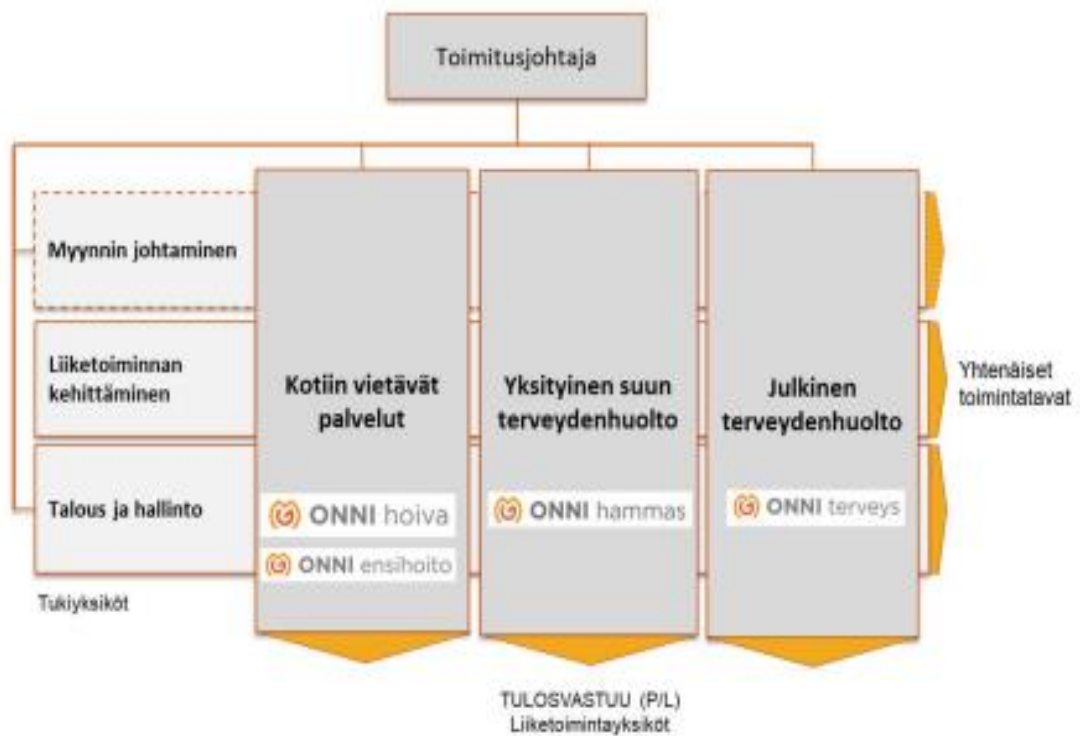 Toimitusjohtaja
Myynnin johtaminen
Liiketoiminnan
kehittäminen
Talous ja hallinto
Tukiyksiköt
Kotiin vietävät
palvelut
ONNI hoiva
ONNI ensihoito
Yksityinen suun
terveydenhuolto
ONNI hammas
Julkinen
terveydenhuolto
ONNI terveys
Yhtenäiset
toimintatavat
TULOSVASTUU (P/L)
Liiketoimintayksiköt